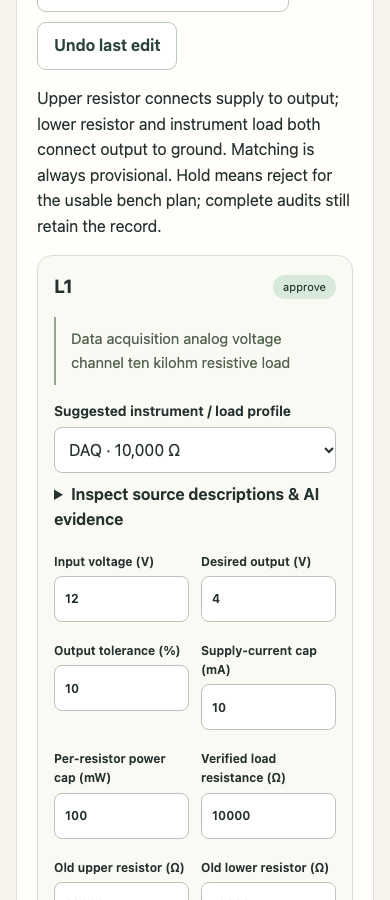 Undo last edit
Upper resistor connects supply to output;
lower resistor and instrument load both
connect output to ground. Matching is
always provisional. Hold means reject for
the usable bench plan; complete audits still
retain the record.
L1
approve
Data acquisition analog voltage
channel ten kilohm resistive load
Suggested instrument / load profile
DAQ · 10,000 Ω
Inspect source descriptions & AI
evidence
Input voltage (V)
Desired output (V)
12
4
Output tolerance (%)
Supply-current cap
(mA)
10
10
Per-resistor power
cap (mW)
Verified load
resistance (Ω)
100
10000
Old upper resistor (Ω)
Old lower resistor (Ω)